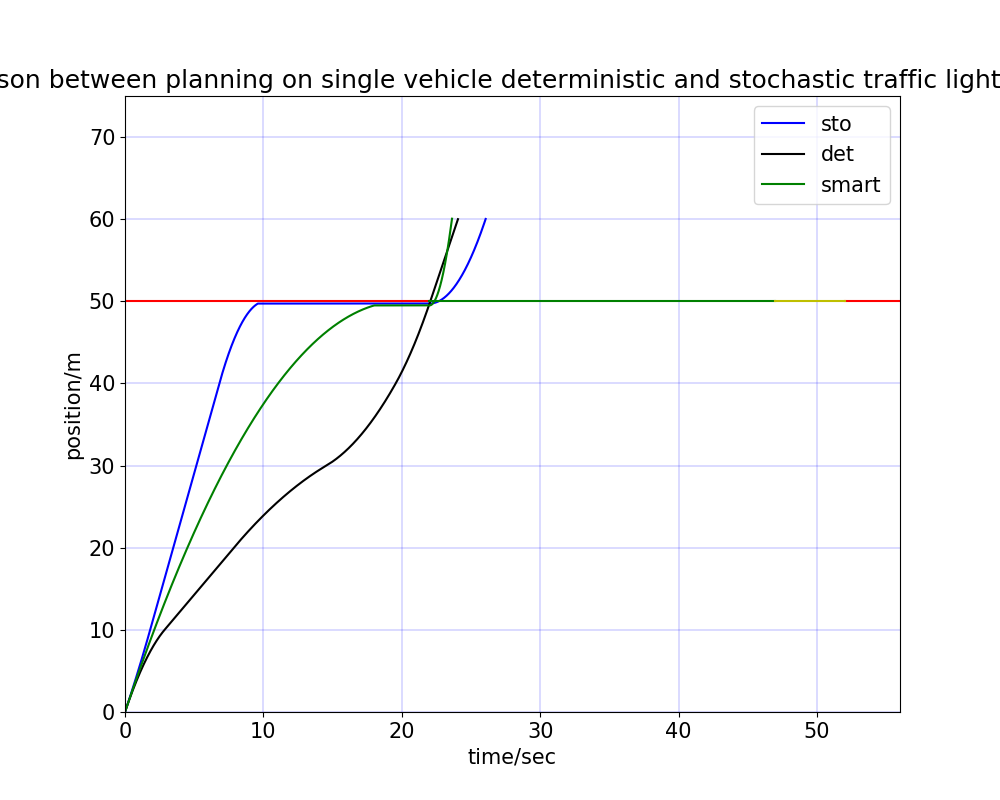 son between planning on single vehicle deterministic and stochastic traffic light
sto
det
smart
70
60
50
40
30
20
10
0
position/m
0 10 20 30 40 50
time/sec